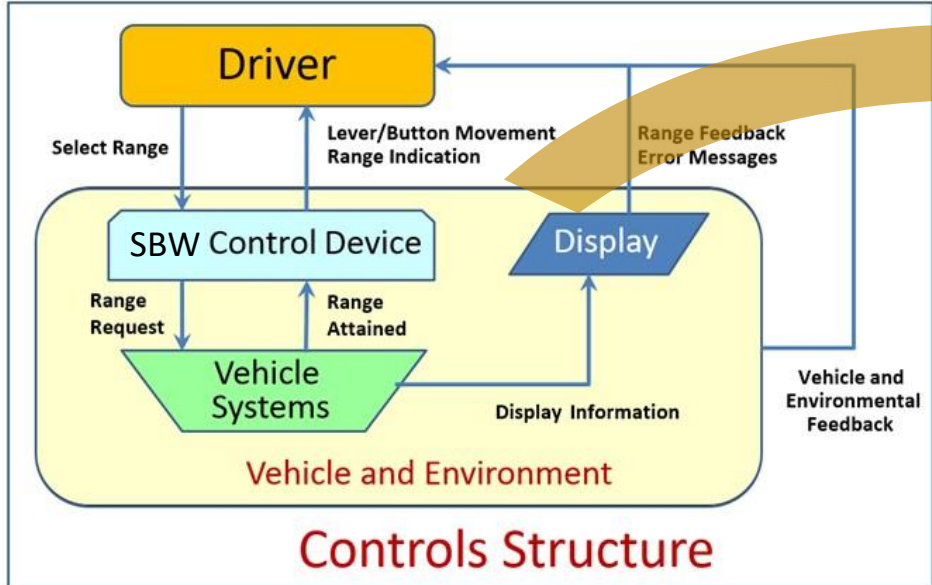 Driver
Select Range
Lever/Button Movement
Range Indication
Range Feedback
Error Messages
SBW Control Device
Display
Range
Request
Range
Attained
Vehicle
Systems
Display Information
Vehicle and
Environmental
Feedback
Vehicle and Environment
Controls Structure